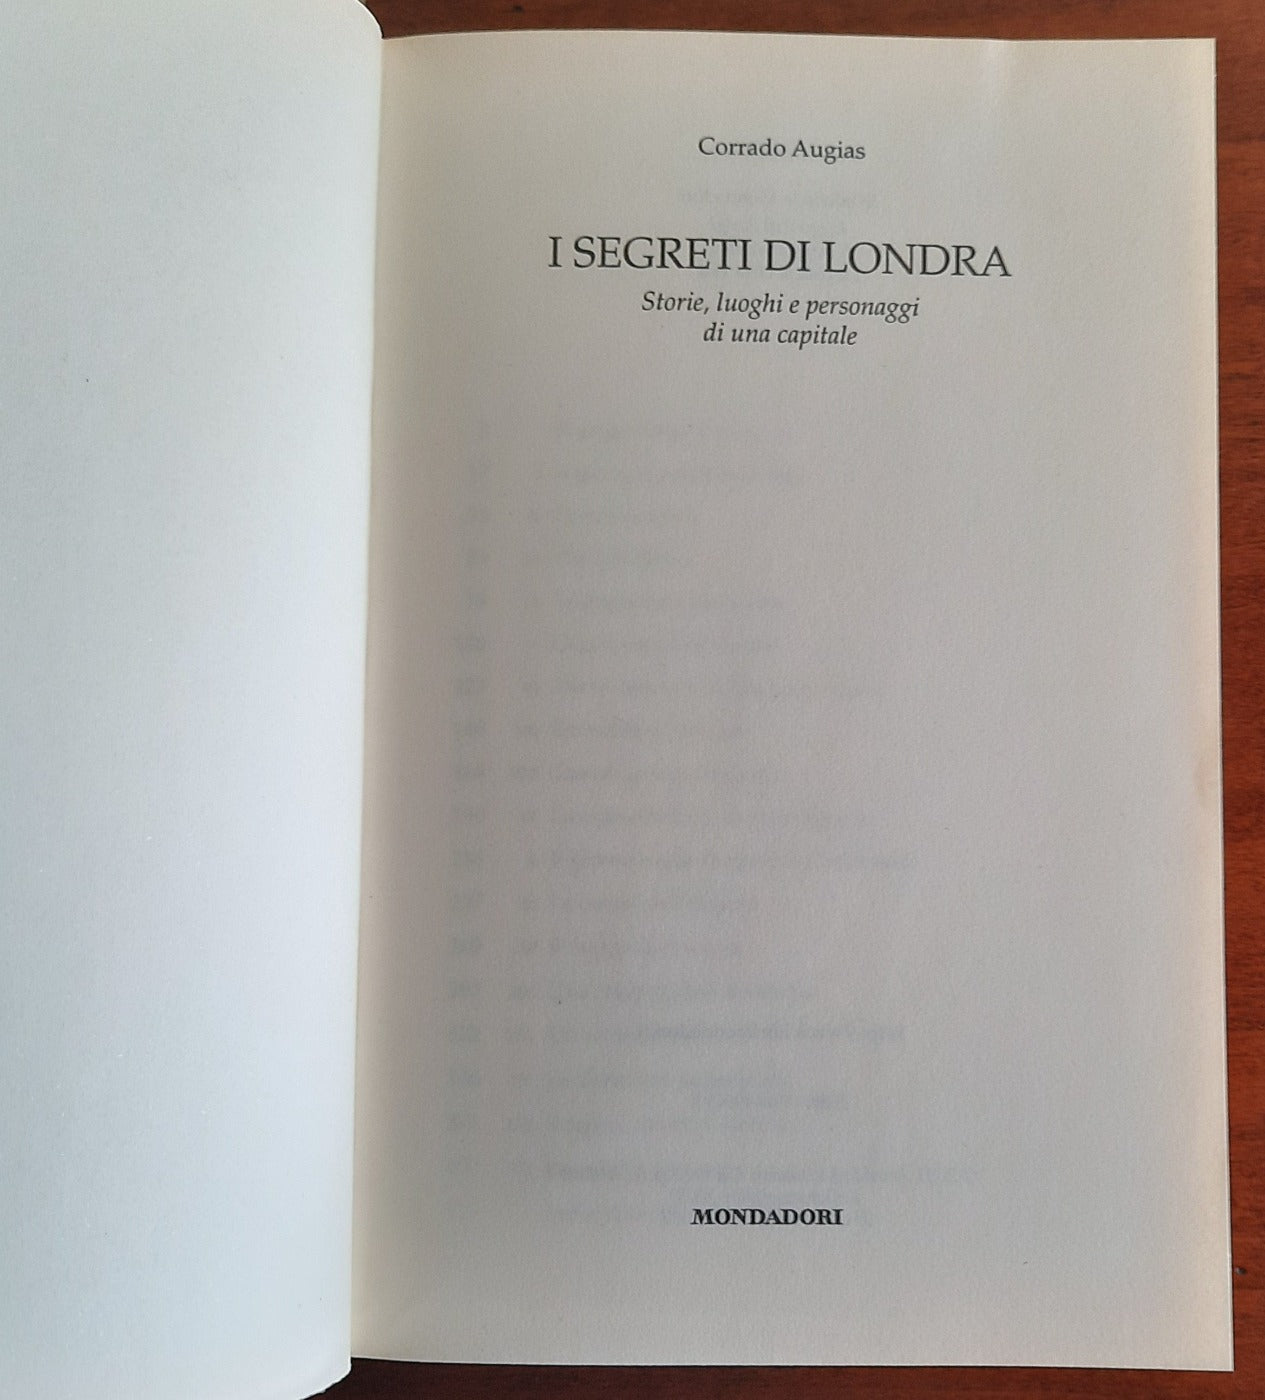 Corrado Augias
I SEGRETI DI LONDRA
Storie, luoghi e personaggi
di una capitale
MONDADORI